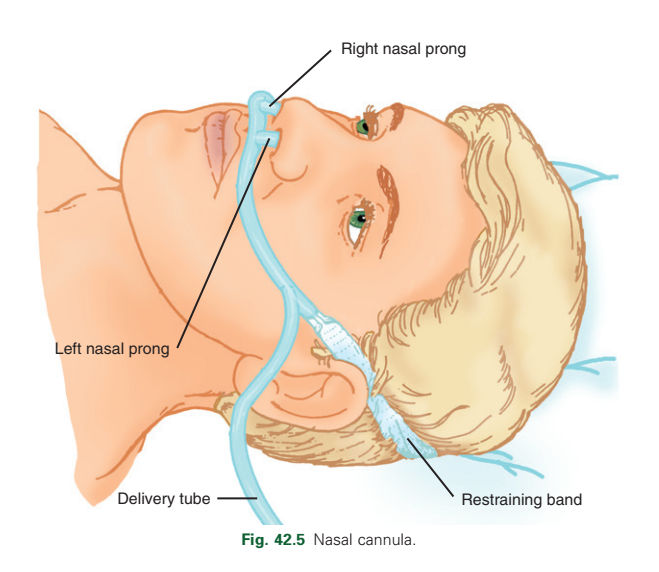 Right nasal prong
Left nasal prong
Delivery tube
Restraining band
Fig. 42.5 Nasal cannula.